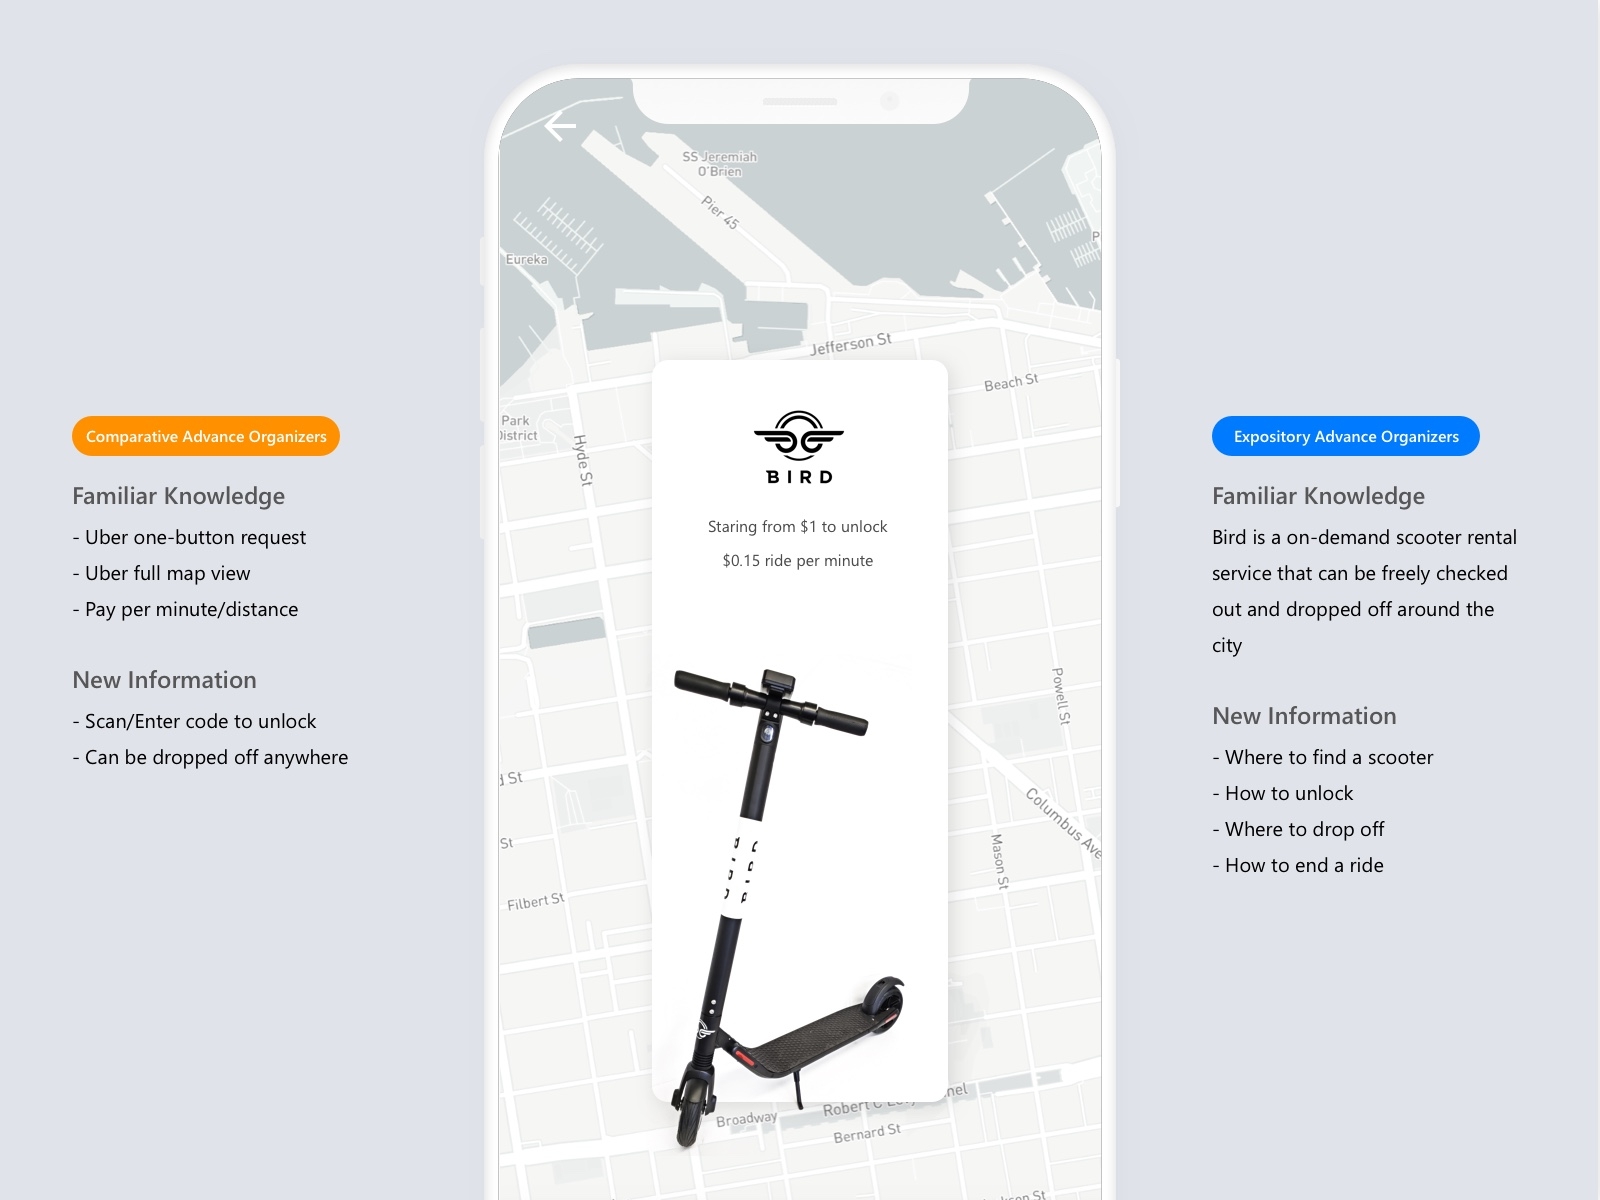 SS Jeremiah
O'Brien
Pier 45
Eureka
Jefferson St
Beach St
Park
District
Hyde St
Comparative Advance Organizers
Familiar Knowledge
- Uber one-button request
- Uber full map view
- Pay per minute/distance
New Information
- Scan/Enter code to unlock
- Can be dropped off anywhere
BIRD
Staring from $1 to unlock
$0.15 ride per minute
Powell St
Columbus Ave
Mason St
St
St
Filbert St
Broadway
Robert C
Bernard St
St
Expository Advance Organizers
Familiar Knowledge
Bird is a on-demand scooter rental
service that can be freely checked
out and dropped off around the
city
New Information
- Where to find a scooter
- How to unlock
- Where to drop off
- How to end a ride